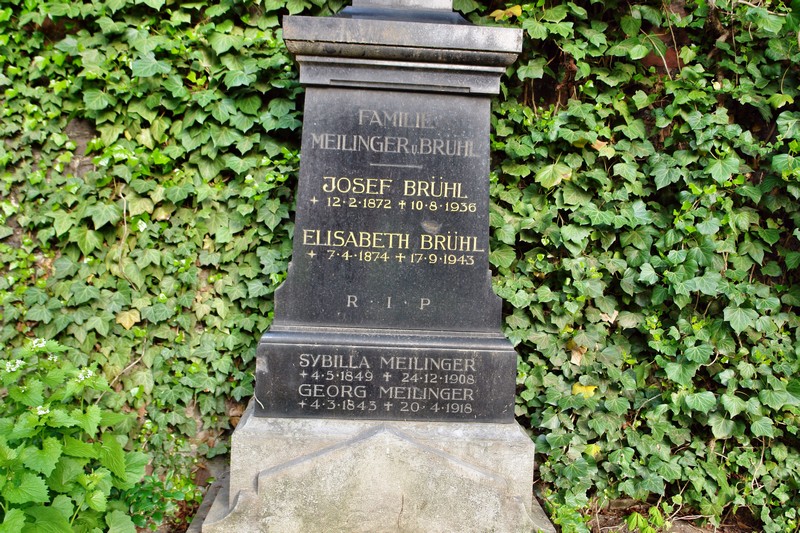 FAMILIE
MEILINGER u. BRÜHL
JOSEF BRÜHL
+ 12·2·1872 + 10·8·1936
ELISABETH BRÜHL
+ 7·4·1874 + 17·9·1943
R·I·P
SYBILLA MEILINGER
+4·5·1849 + 24·12·1908
GEORG MEILINGER
+4·3·1843 + 20·4·1918